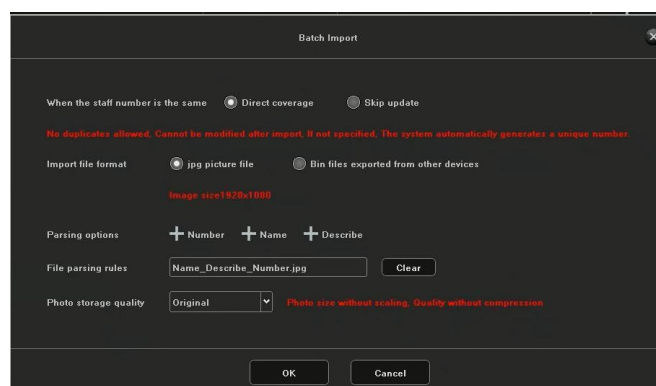 Batch Import
When the staff number is the same Direct coverage Skip update
No duplicates allowed, Cannot be modified after import, If not specified, The system automatically generates a unique number.
Import file format jpg picture file Bin files exported from other devices
Image size1920x1080
Parsing options Number Name Describe
File parsing rules Name_Describe_Number.jpg Clear
Photo storage quality Original Photo size without scaling, Quality without compression
OK Cancel